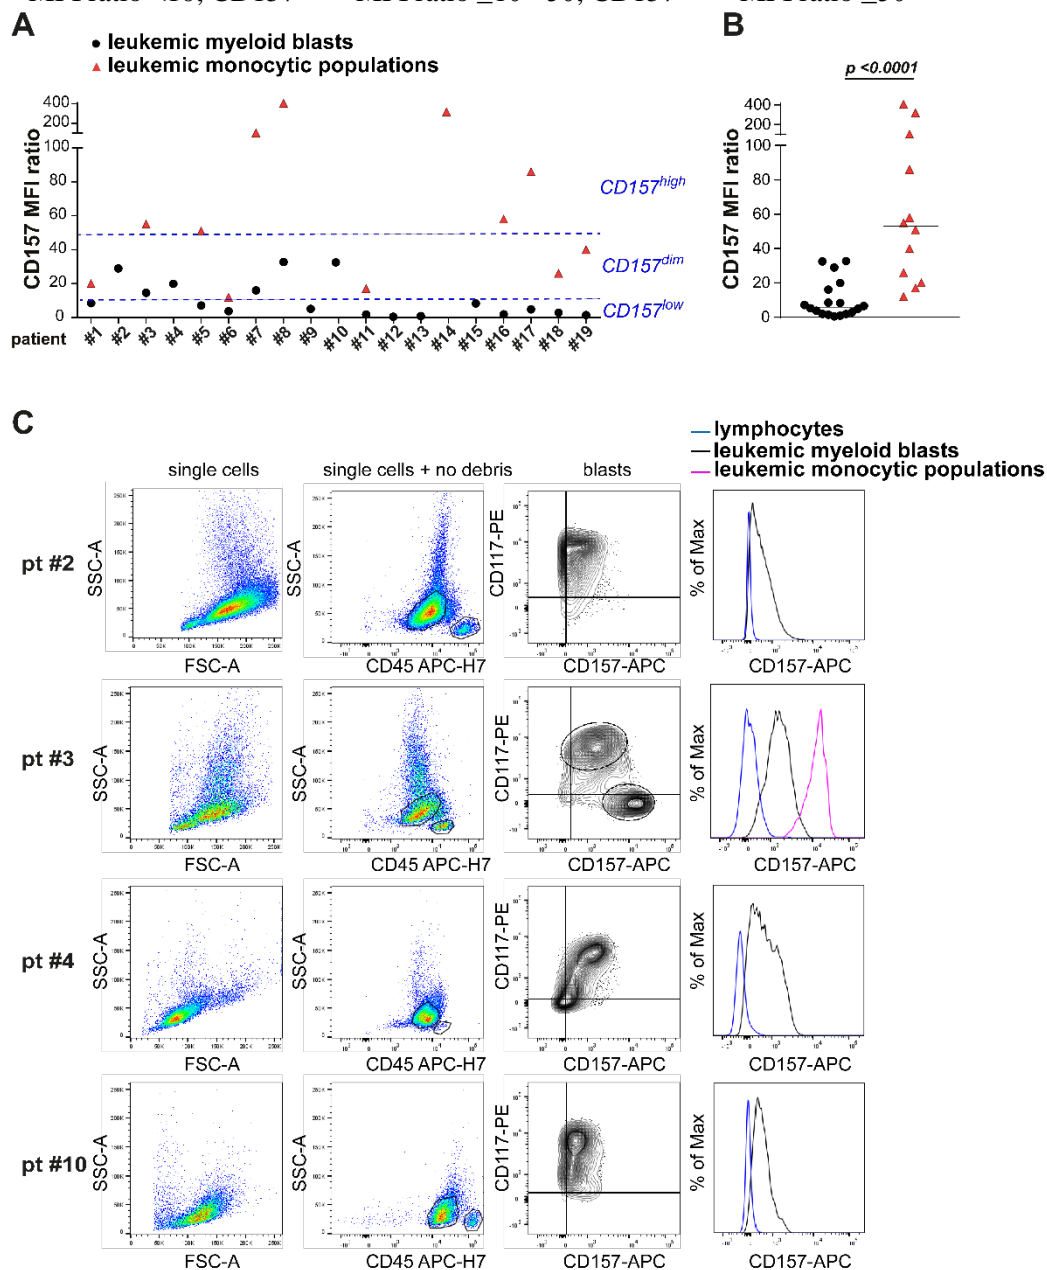 A
leukemic myeloid blasts
leukemic monocytic populations
CD157 MFI ratio
400
200
100
80
60
40
20
0
CD157high
CD157dim
CD157low
patient
#1 #2 #3 #4 #5 #6 #7 #8 #9 #10 #11 #12 #13 #14 #15 #16 #17 #18 #19
B
p <0.0001
CD157 MFI ratio
400
200
100
80
60
40
20
0
C
lymphocytes
leukemic myeloid blasts
leukemic monocytic populations
single cells
single cells + no debris
blasts
pt #2
SSC-A
FSC-A
SSC-A
CD45 APC-H7
CD117-PE
CD157-APC
% of Max
CD157-APC
pt #3
SSC-A
FSC-A
SSC-A
CD45 APC-H7
CD117-PE
CD157-APC
% of Max
CD157-APC
pt #4
SSC-A
FSC-A
SSC-A
CD45 APC-H7
CD117-PE
CD157-APC
% of Max
CD157-APC
pt #10
SSC-A
FSC-A
SSC-A
CD45 APC-H7
CD117-PE
CD157-APC
% of Max
CD157-APC